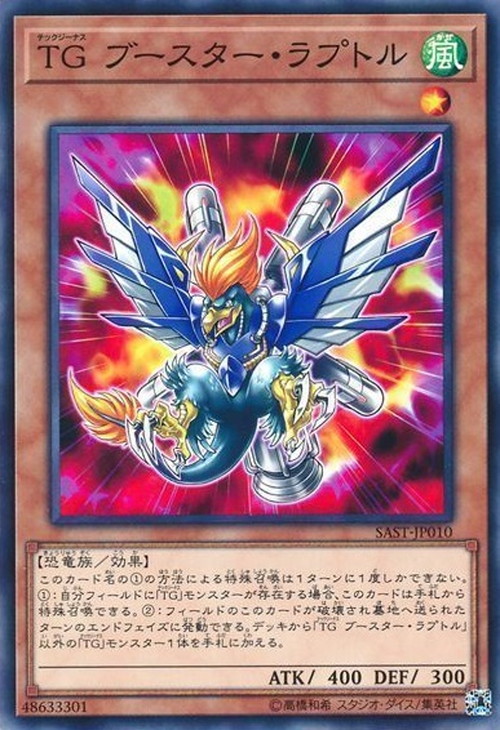 テックジーナス
TG ブースター・ラプトル
かぜ
風
SAST-JP010
【恐竜族/効果】
このカード名の①の方法による特殊召喚は1ターンに1度しかできない。
①:自分フィールドに「TG」モンスターが存在する場合、このカードは手札から
特殊召喚できる。②:フィールドのこのカードが破壊され墓地へ送られた
ターンのエンドフェイズに発動できる。デッキから「TG ブースター・ラプトル」
以外の「TG」モンスター1体を手札に加える。
ATK/ 400 DEF/ 300
48633301
©高橋和希 スタジオ・ダイス/集英社